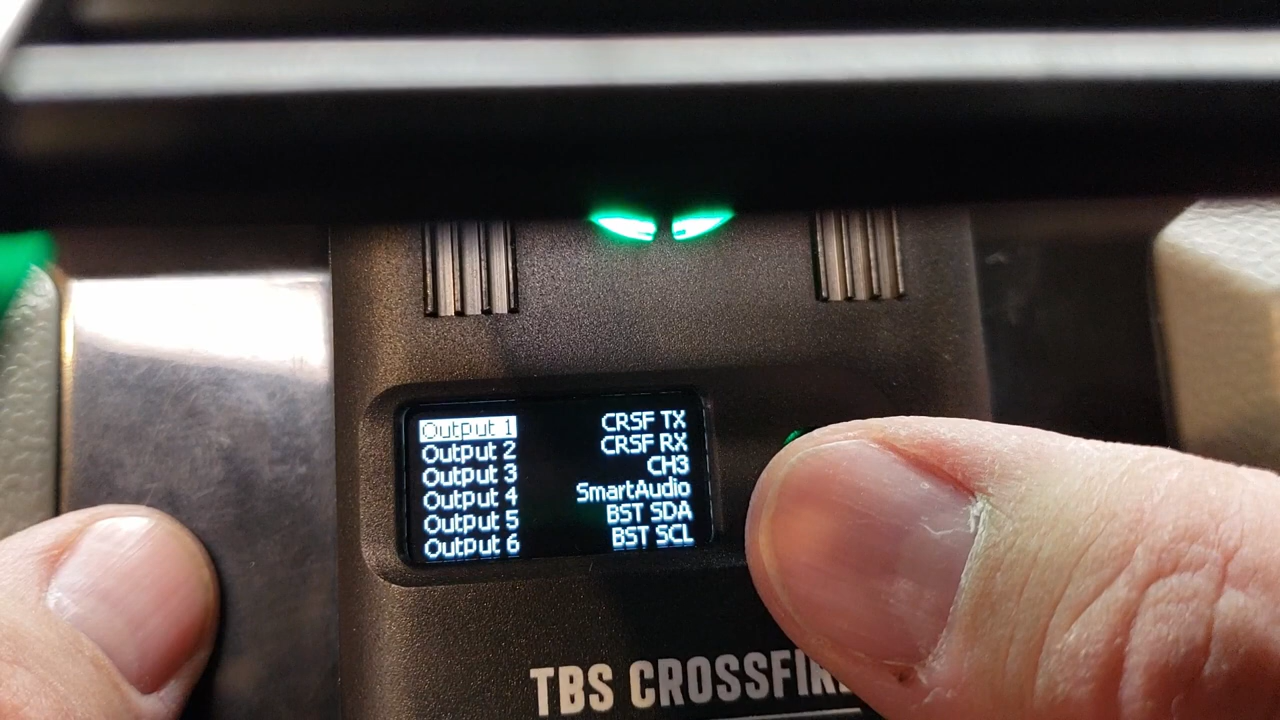 Output 1 CRSF TX
Output 2 CRSF RX
Output 3 CH3
Output 4 SmartAudio
Output 5 BST SDA
Output 6 BST SCL
TBS CROSSFIRE